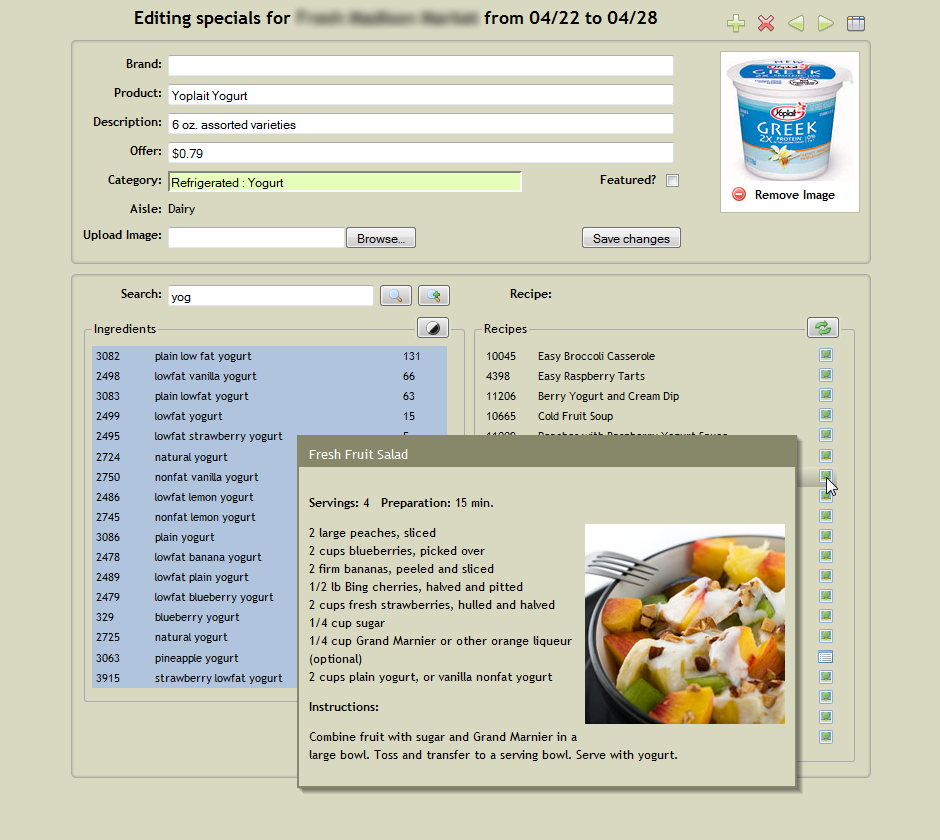 Editing specials for from 04/22 to 04/28
Brand:
Product: Yoplait Yogurt
Description: 6 oz. assorted varieties
Offer: $0.79
Category: Refrigerated : Yogurt Featured?
Aisle: Dairy
Upload Image: Browse... Save changes
Yoplait
GREEK
2X PROTEIN 0%
Remove Image
Search: yog Recipe:
Ingredients
3082 plain low fat yogurt 131
2498 lowfat vanilla yogurt 66
3083 plain lowfat yogurt 63
2499 lowfat yogurt 15
2495 lowfat strawberry yogurt
2724 natural yogurt
2750 nonfat vanilla yogurt
2486 lowfat lemon yogurt
2745 nonfat lemon yogurt
3086 plain yogurt
2478 lowfat banana yogurt
2489 lowfat plain yogurt
2479 lowfat blueberry yogurt
329 blueberry yogurt
2725 natural yogurt
3063 pineapple yogurt
3915 strawberry lowfat yogurt
Recipes
10045 Easy Broccoli Casserole
4398 Easy Raspberry Tarts
11206 Berry Yogurt and Cream Dip
10665 Cold Fruit Soup
Peaches with Raspberry Yogurt Sauce
Fresh Fruit Salad
Servings: 4 Preparation: 15 min.
2 large peaches, sliced
2 cups blueberries, picked over
2 firm bananas, peeled and sliced
1/2 lb Bing cherries, halved and pitted
2 cups fresh strawberries, hulled and halved
1/4 cup sugar
1/4 cup Grand Marnier or other orange liqueur
(optional)
2 cups plain yogurt, or vanilla nonfat yogurt
Instructions:
Combine fruit with sugar and Grand Marnier in a
large bowl. Toss and transfer to a serving bowl. Serve with yogurt.